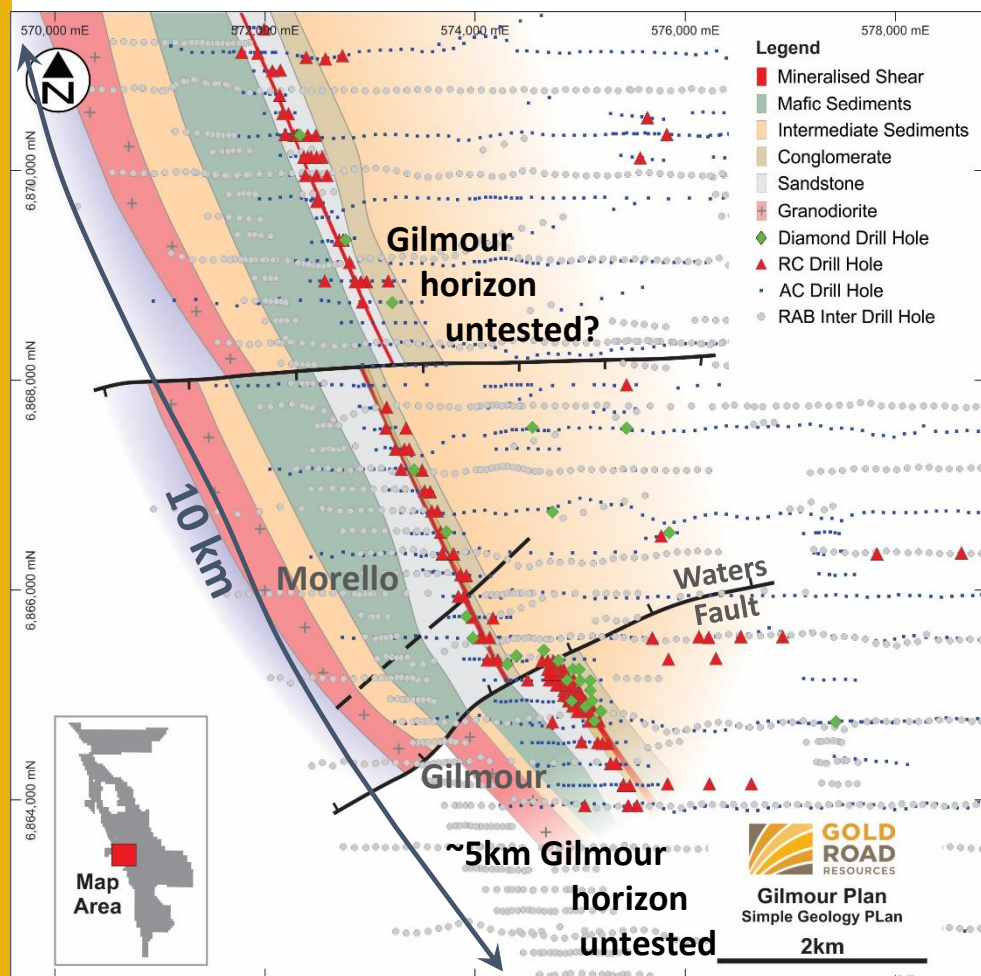 570,000 mE
572,000 mE
574,000 mE
576,000 mE
578,000 mE
N
6,870,000 mN
6,868,000 mN
6,866,000 mN
6,864,000 mN
Legend
Mineralised Shear
Mafic Sediments
Intermediate Sediments
Conglomerate
Sandstone
Granodiorite
Diamond Drill Hole
RC Drill Hole
AC Drill Hole
RAB Inter Drill Hole
Gilmour
horizon
untested?
10 km
Morello
Waters
Fault
Gilmour
~5km Gilmour
horizon
untested
Map
Area
GOLD
ROAD
RESOURCES
Gilmour Plan
Simple Geology PLan
2km